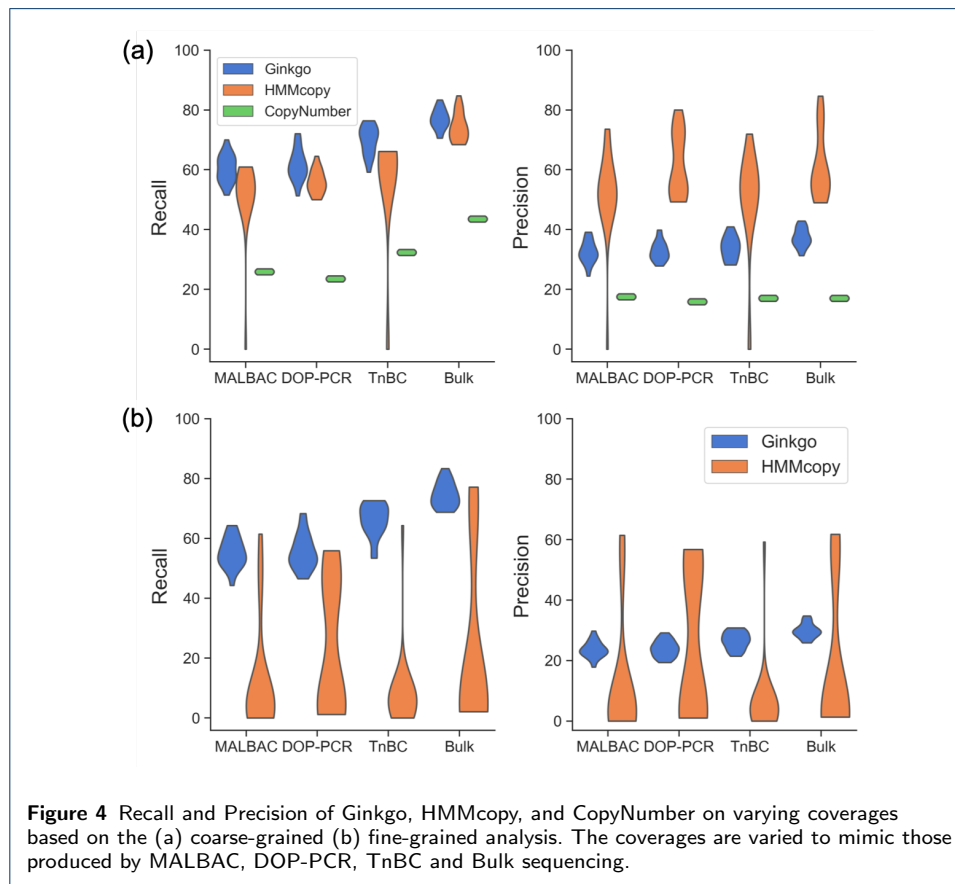 (a)
100
80
60
40
20
0
Recall
Ginkgo
HMMcopy
CopyNumber
MALBAC DOP-PCR TnBC Bulk
100
80
60
40
20
0
Precision
MALBAC DOP-PCR TnBC Bulk
(b)
100
80
60
40
20
0
Recall
MALBAC DOP-PCR TnBC Bulk
100
80
60
40
20
0
Precision
Ginkgo
HMMcopy
MALBAC DOP-PCR TnBC Bulk
Figure 4 Recall and Precision of Ginkgo, HMMcopy, and CopyNumber on varying coverages
based on the (a) coarse-grained (b) fine-grained analysis. The coverages are varied to mimic those
produced by MALBAC, DOP-PCR, TnBC and Bulk sequencing.